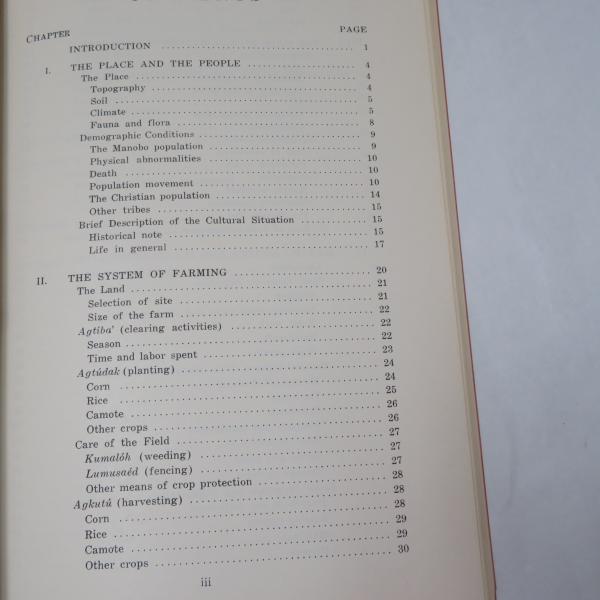 CHAPTER PAGE
INTRODUCTION 1
I. THE PLACE AND THE PEOPLE 4
The Place 4
Topography 4
Soil 5
Climate 5
Fauna and flora 8
Demographic Conditions 9
The Manobo population 9
Physical abnormalities 10
Death 10
Population movement 10
The Christian population 14
Other tribes 15
Brief Description of the Cultural Situation 15
Historical note 15
Life in general 17
II. THE SYSTEM OF FARMING 20
The Land 21
Selection of site 21
Size of the farm 22
Agtiba' (clearing activities) 22
Season 22
Time and labor spent 23
Agtúdak (planting) 24
Corn 24
Rice 25
Camote 26
Other crops 26
Care of the Field 27
Kumalóh (weeding) 27
Lumusaéd (fencing) 27
Other means of crop protection 28
Agkutú (harvesting) 28
Corn 28
Rice 29
Camote 29
Other crops 30
iii